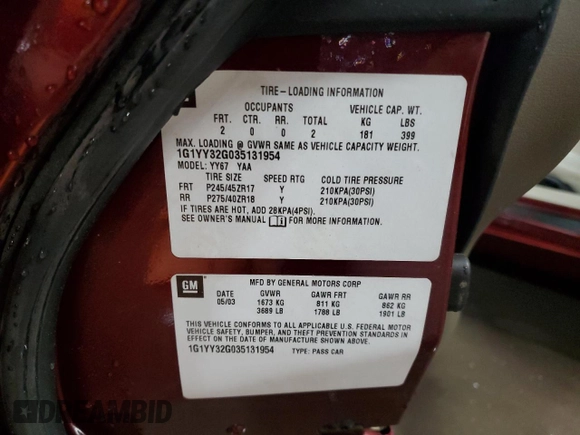 TIRE-LOADING INFORMATION
OCCUPANTS VEHICLE CAP. WT.
FRT. CTR. RR. TOTAL KG LBS
2 0 0 2 181 399
MAX. LOADING @ GVWR SAME AS VEHICLE CAPACITY WEIGHT.
1G1YY32G035131954
MODEL: YY67 YAA
TIRE SIZE SPEED RTG COLD TIRE PRESSURE
FRT P245/45ZR17 Y 210KPA(30PSI)
RR P275/40ZR18 Y 210KPA(30PSI)
IF TIRES ARE HOT, ADD 28KPA(4PSI).
SEE OWNER'S MANUAL FOR MORE INFORMATION.
GM
MFD BY GENERAL MOTORS CORP
DATE GVWR GAWR FRT GAWR RR
05/03 1673 KG 811 KG 862 KG
3689 LB 1788 LB 1901 LB
THIS VEHICLE CONFORMS TO ALL APPLICABLE U.S. FEDERAL MOTOR
VEHICLE SAFETY, BUMPER, AND THEFT PREVENTION STANDARDS
IN EFFECT ON THE DATE OF MANUFACTURE SHOWN ABOVE.
1G1YY32G035131954 TYPE: PASS CAR
DREAMBID